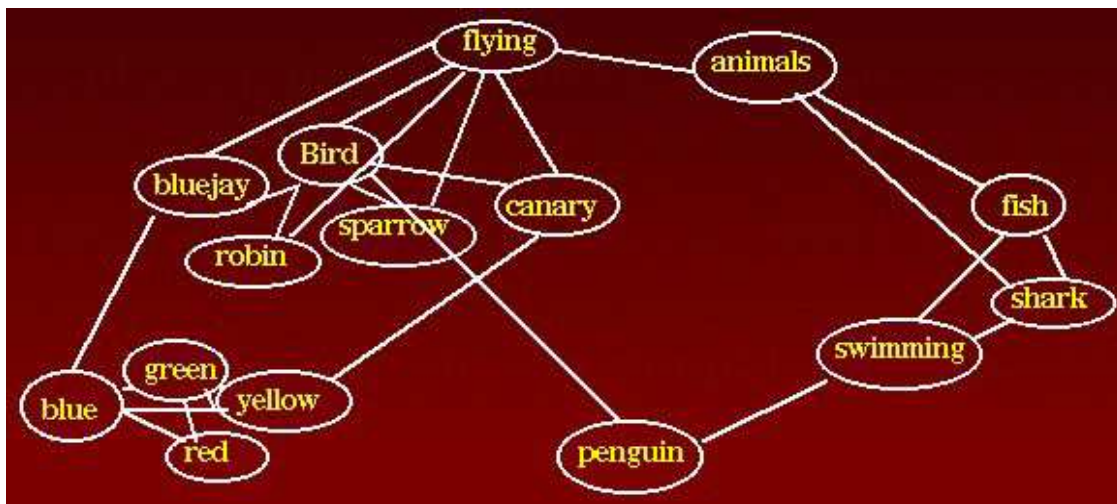 flying
animals
Bird
bluejay
canary
fish
sparrow
robin
shark
swimming
green
yellow
blue
red
penguin